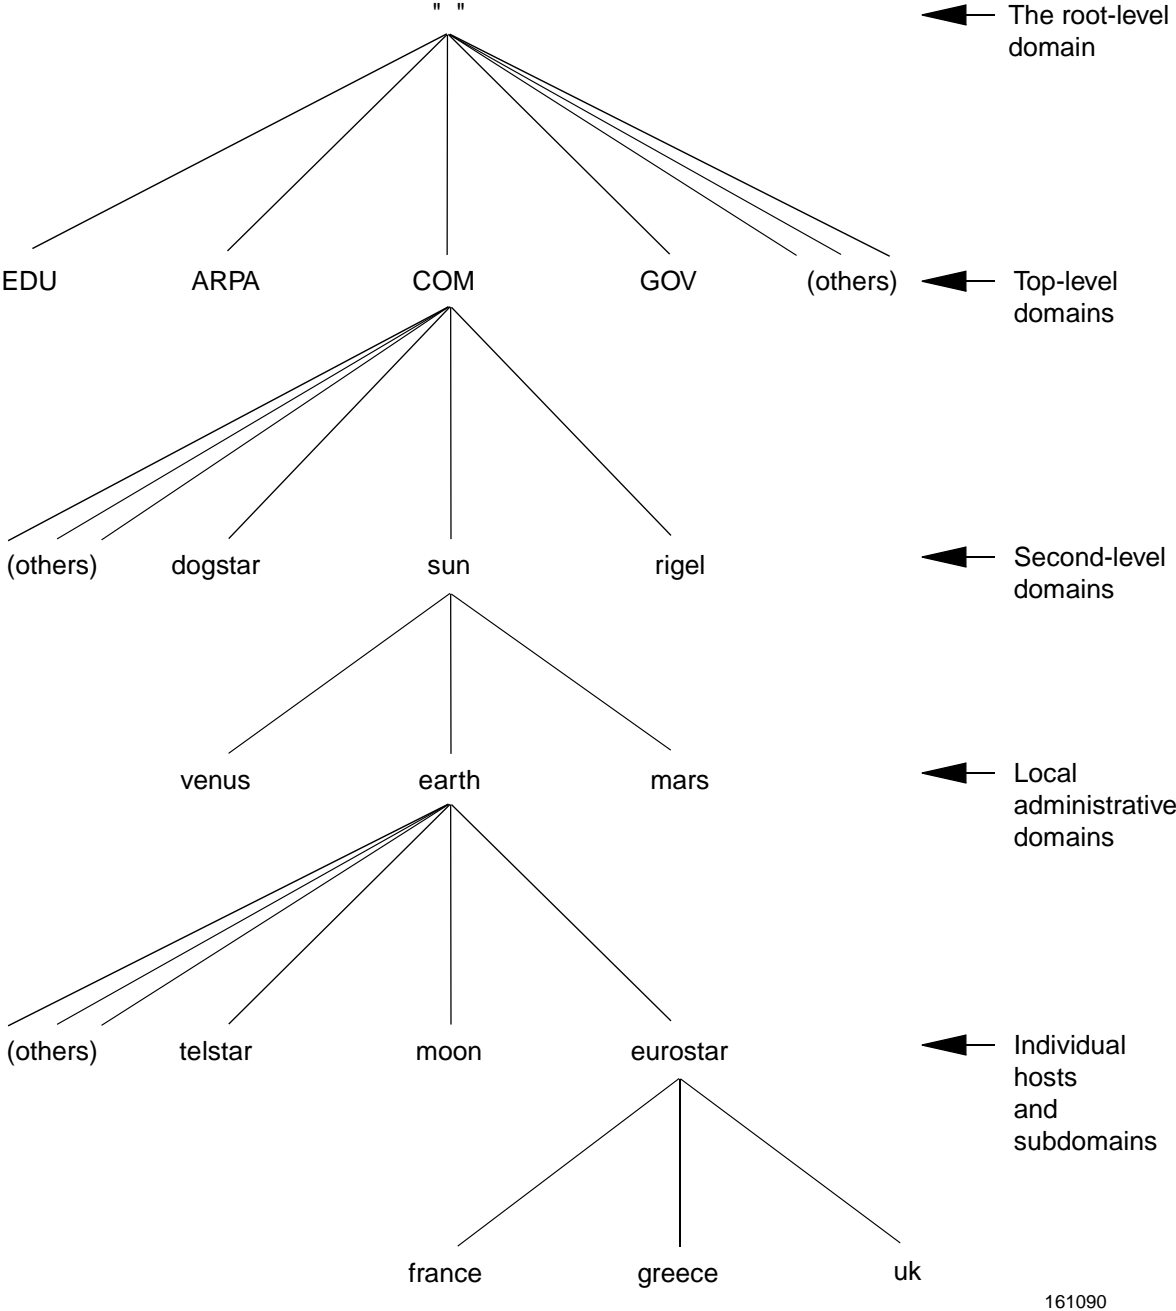 " "
The root-level
domain
EDU
ARPA
COM
GOV
(others)
Top-level
domains
(others)
dogstar
sun
rigel
Second-level
domains
venus
earth
mars
Local
administrative
domains
(others)
telstar
moon
eurostar
Individual
hosts
and
subdomains
france
greece
uk
161090